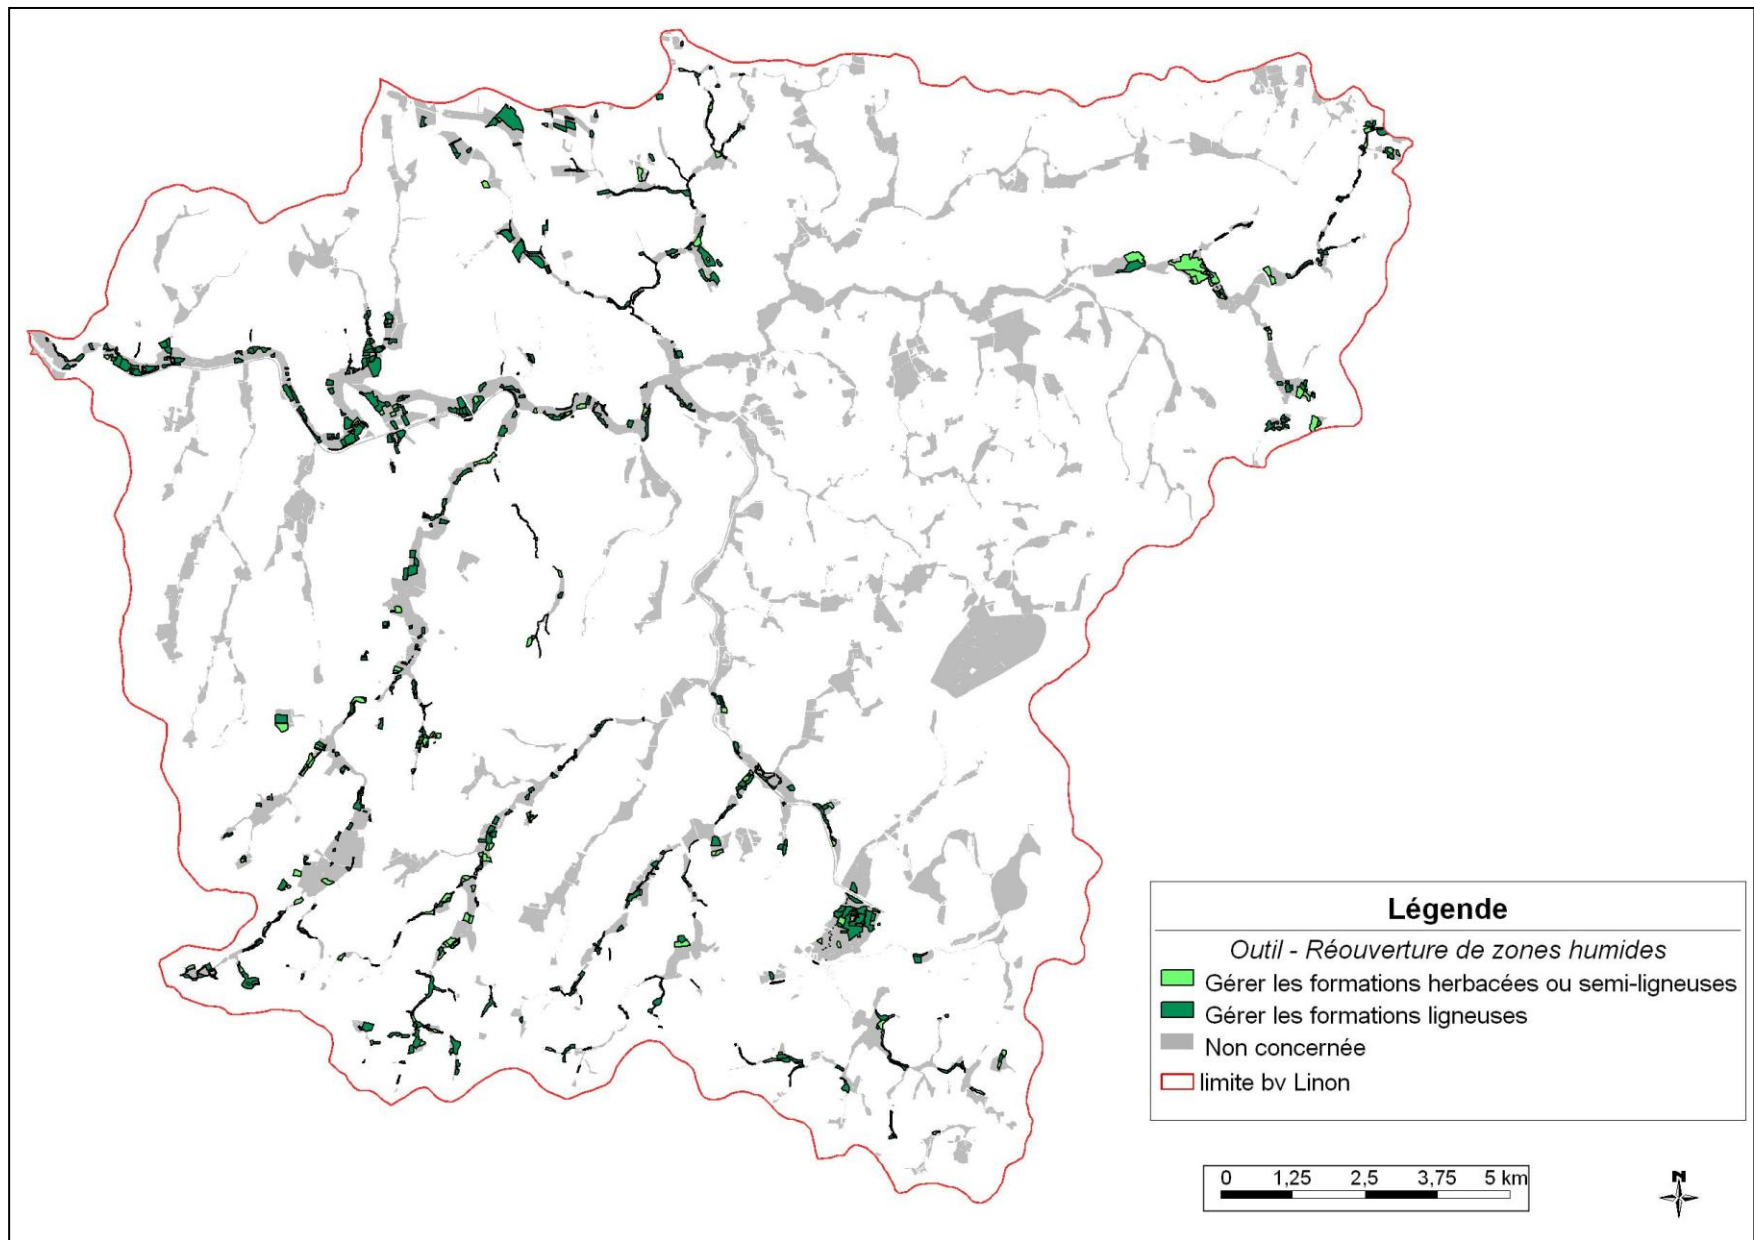 Légende
Outil - Réouverture de zones humides
Gérer les formations herbacées ou semi-ligneuses
Gérer les formations ligneuses
Non concernée
limite bv Linon
0 1,25 2,5 3,75 5 km
N